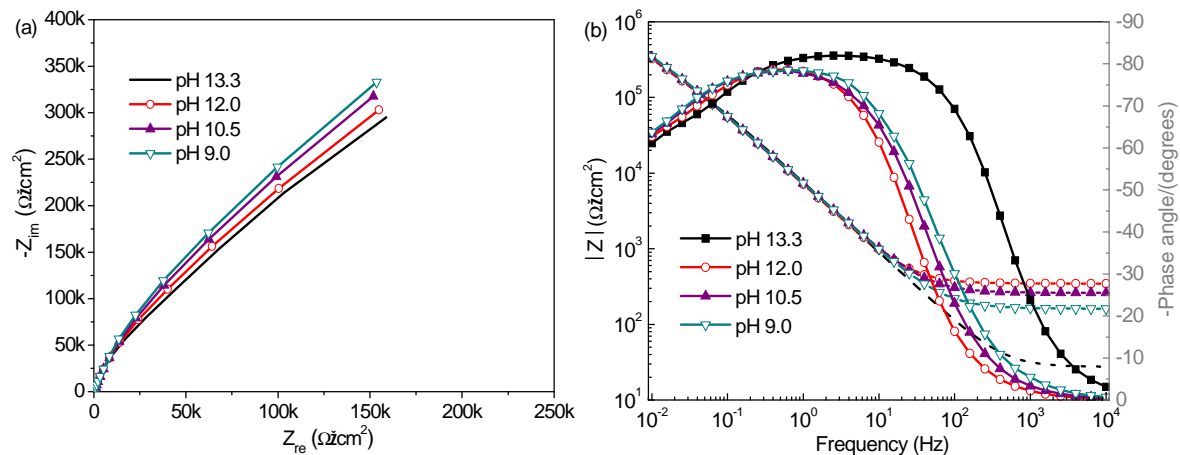 (a)
400k
350k
300k
250k
200k
150k
100k
50k
0
-Z_im (Ωžcm²)
pH 13.3
pH 12.0
pH 10.5
pH 9.0
0 50k 100k 150k 200k 250k
Z_re (Ωžcm²)
(b)
10⁶
10⁵
10⁴
10³
10²
10¹
|Z| (Ωžcm²)
pH 13.3
pH 12.0
pH 10.5
pH 9.0
-90
-80
-70
-60
-50
-40
-30
-20
-10
0
-Phase angle/(degrees)
10⁻² 10⁻¹ 10⁰ 10¹ 10² 10³ 10⁴
Frequency (Hz)